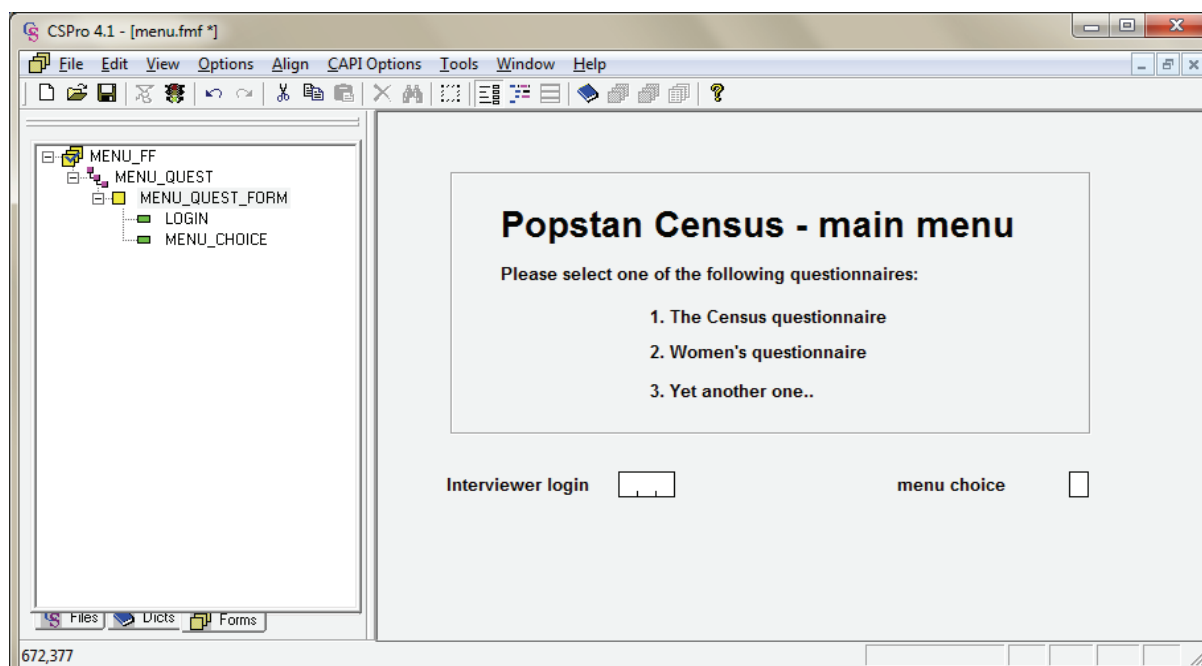 CSPro 4.1 - [menu.fmf *]
File Edit View Options Align CAPI Options Tools Window Help
MENU_FF
MENU_QUEST
MENU_QUEST_FORM
LOGIN
MENU_CHOICE
Files Dicts Forms
Popstan Census - main menu
Please select one of the following questionnaires:
1. The Census questionnaire
2. Women's questionnaire
3. Yet another one..
Interviewer login menu choice
672,377